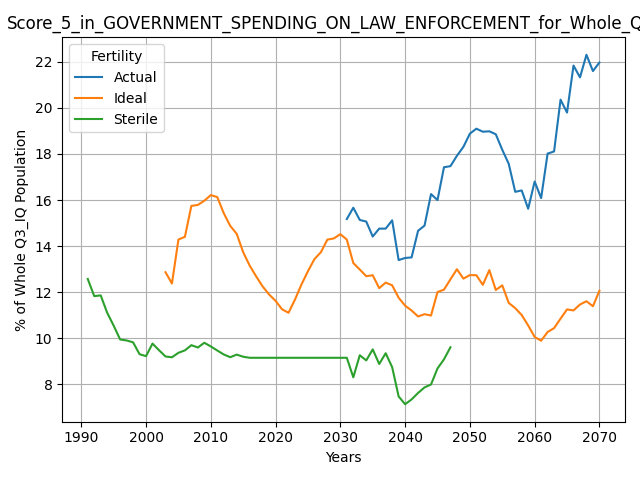 Score_5_in_GOVERNMENT_SPENDING_ON_LAW_ENFORCEMENT_for_Whole_Q
Fertility
Actual
Ideal
Sterile
% of Whole Q3_IQ Population
22
20
18
16
14
12
10
8
1990 2000 2010 2020 2030 2040 2050 2060 2070
Years